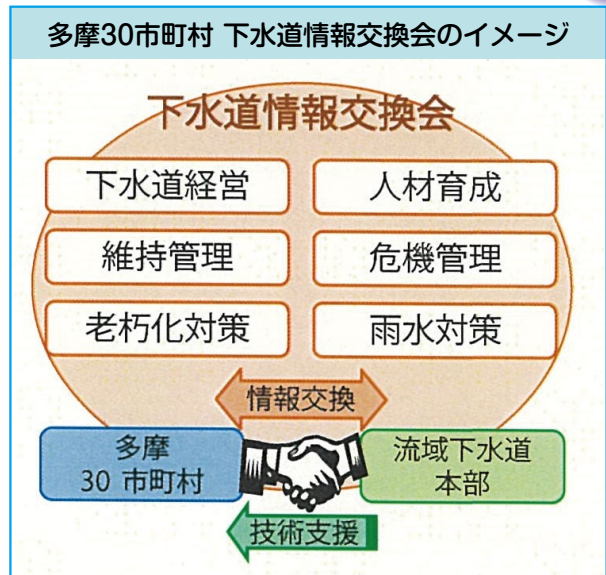 多摩30市町村 下水道情報交換会のイメージ
下水道情報交換会
下水道経営
人材育成
維持管理
危機管理
老朽化対策
雨水対策
情報交換
多摩
30 市町村
流域下水道
本部
技術支援